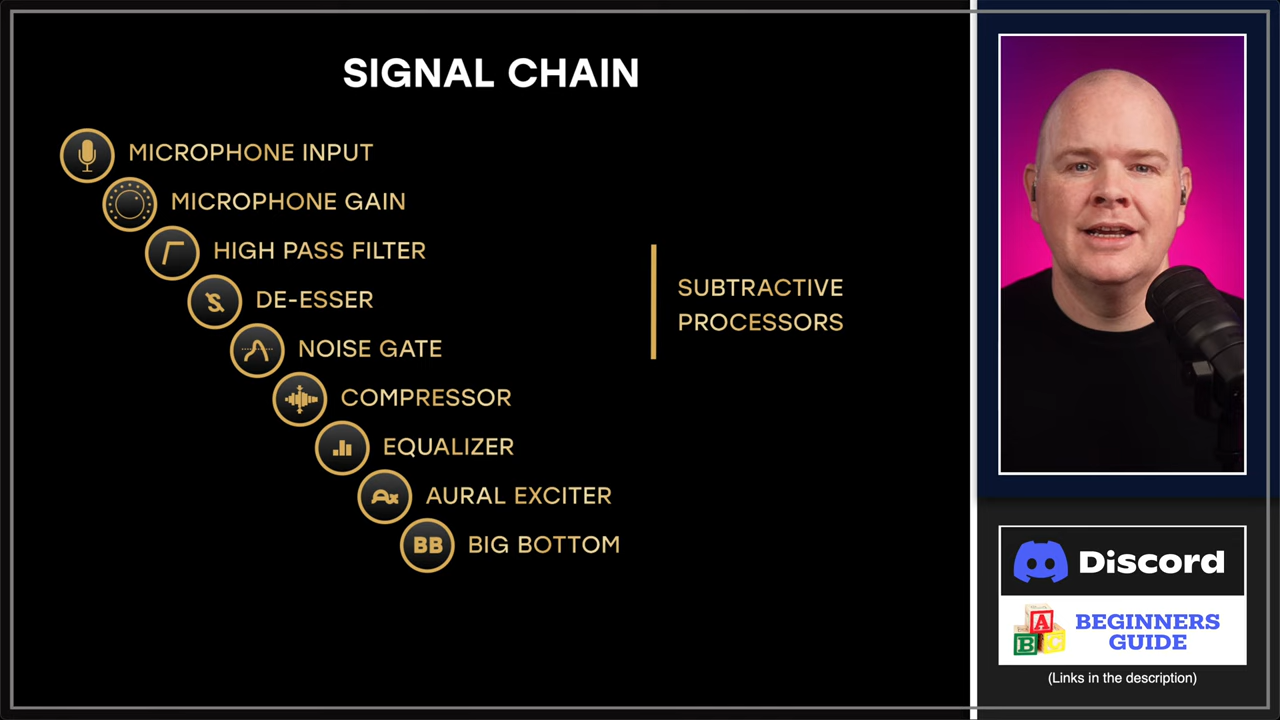 SIGNAL CHAIN
MICROPHONE INPUT
MICROPHONE GAIN
HIGH PASS FILTER
DE-ESSER
NOISE GATE
COMPRESSOR
EQUALIZER
AURAL EXCITER
BB BIG BOTTOM
SUBTRACTIVE
PROCESSORS
Discord
A B C
BEGINNERS
GUIDE
(Links in the description)